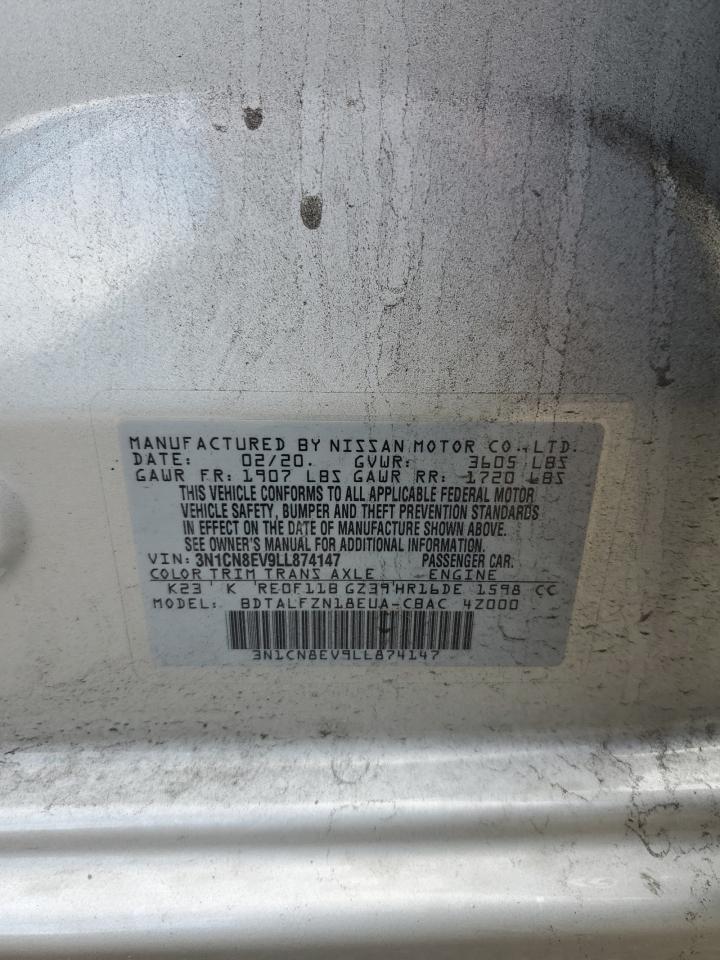 MANUFACTURED BY NISSAN MOTOR CO., LTD.
DATE: 02/20. GVWR: 3605 LBS
GAWR FR: 1907 LBS GAWR RR: 1720 LBS
THIS VEHICLE CONFORMS TO ALL APPLICABLE FEDERAL MOTOR
VEHICLE SAFETY, BUMPER AND THEFT PREVENTION STANDARDS
IN EFFECT ON THE DATE OF MANUFACTURE SHOWN ABOVE.
SEE OWNER'S MANUAL FOR ADDITIONAL INFORMATION.
VIN: 3N1CN8EV9LL874147 PASSENGER CAR.
COLOR TRIM TRANS AXLE ENGINE
K23 K RE0F11B GZ39 HR16DE 1598 CC
MODEL: BDTALFZN18EUA-CBAC 4Z000
3N1CN8EV9LL874147